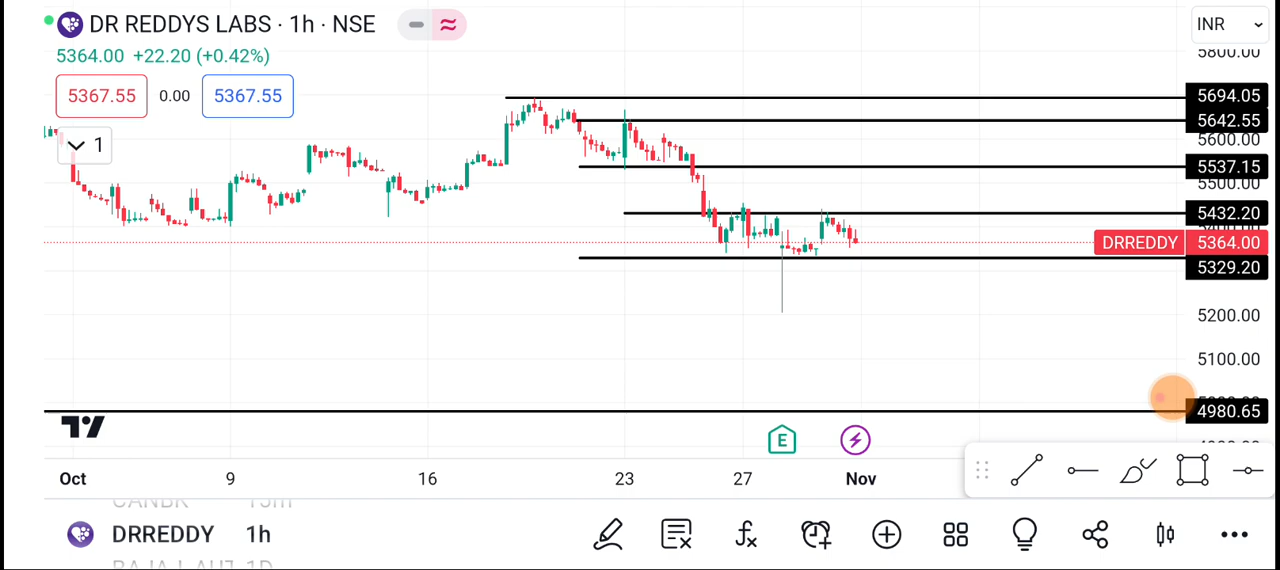 DR REDDYS LABS · 1h · NSE
INR
5364.00 +22.20 (+0.42%)
5800.00
5367.55 0.00 5367.55
5694.05
5642.55
1
5600.00
5537.15
5500.00
5432.20
DRREDDY 5364.00
5329.20
5200.00
5100.00
4980.65
E
Oct 9 16 23 27 Nov
CANBK 15m
DRREDDY 1h